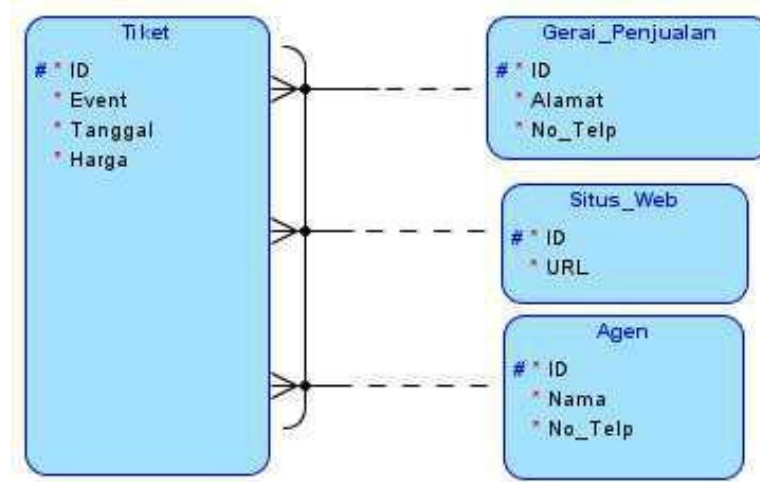 Tiket
# * ID
* Event
* Tanggal
* Harga
Gerai_Penjualan
# * ID
* Alamat
* No_Telp
Situs_Web
# * ID
* URL
Agen
# * ID
* Nama
* No_Telp